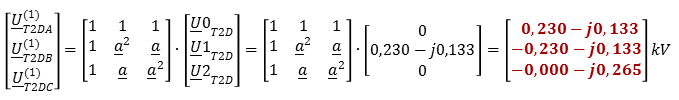 U_T2DA^(1) 1 1 1 U0_T2D 1 1 1 0 0,230 − j0,133
U_T2DB^(1) = 1 a² a · U1_T2D = 1 a² a · 0,230 − j0,133 = −0,230 − j0,133 kV
U_T2DC^(1) 1 a a² U2_T2D 1 a a² 0 −0,000 − j0,265